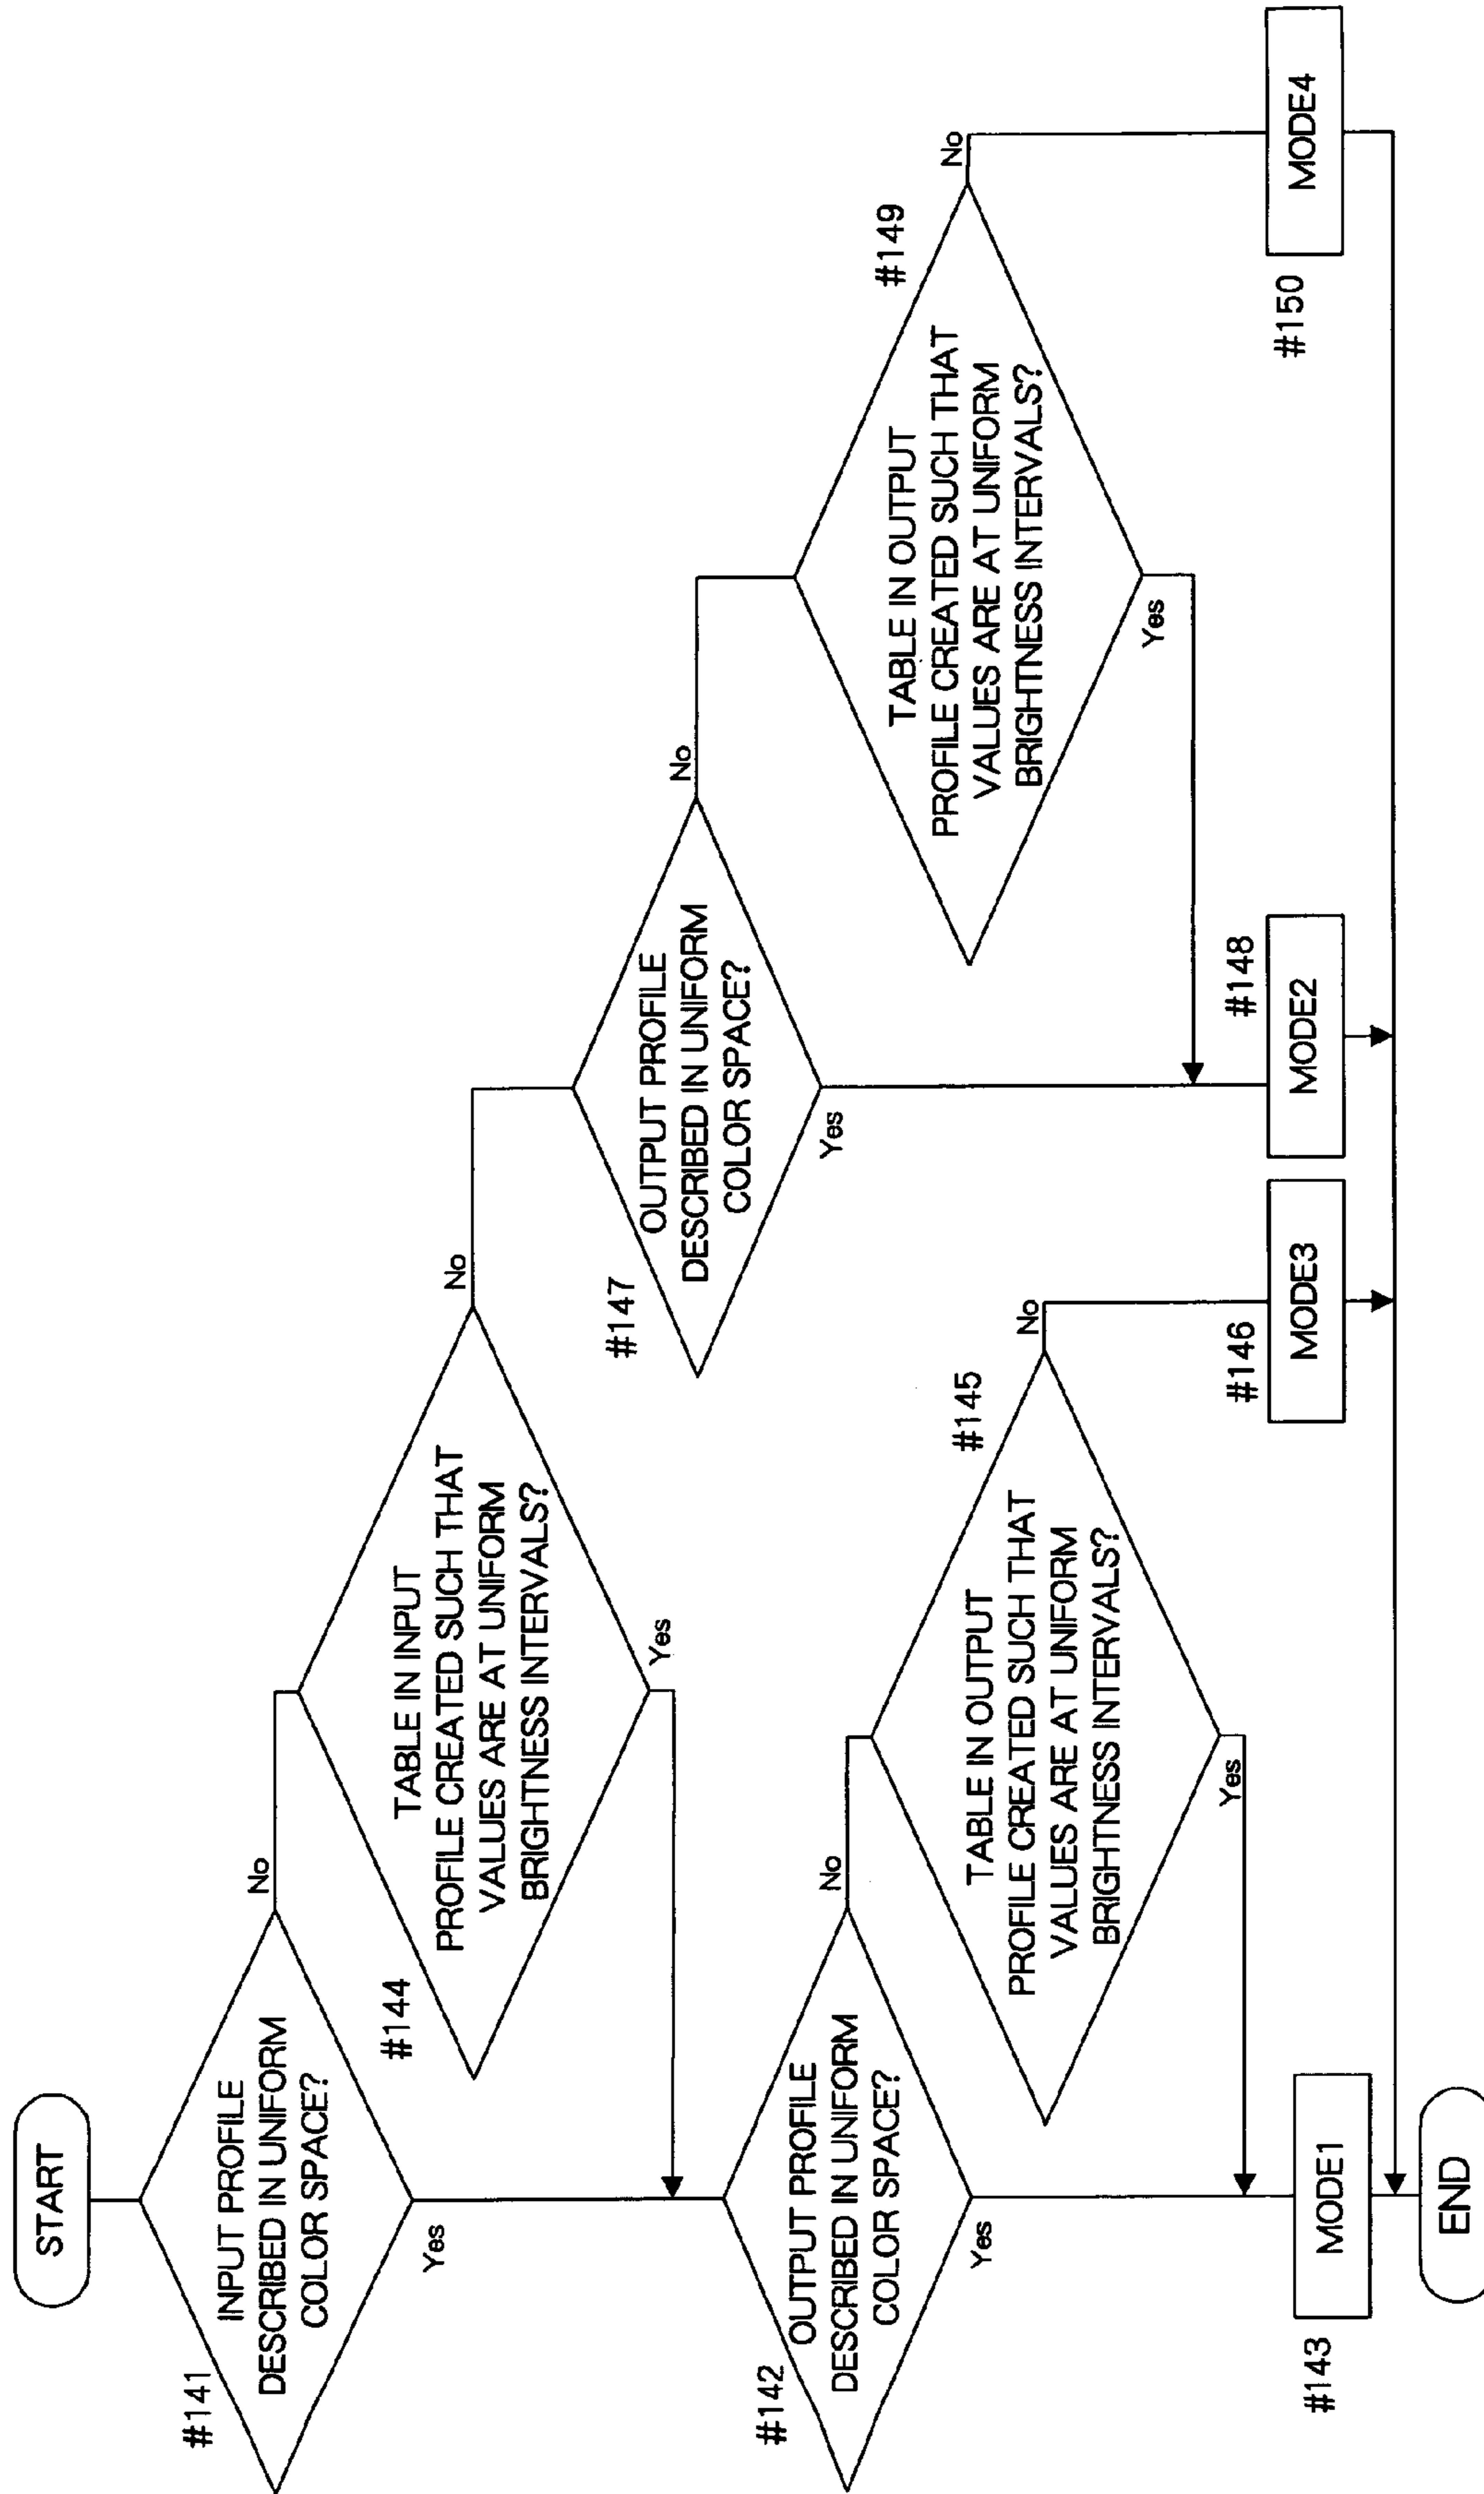 START
#141
INPUT PROFILE
DESCRIBED IN UNIFORM
COLOR SPACE?
No
Yes
#144
TABLE IN INPUT
PROFILE CREATED SUCH THAT
VALUES ARE AT UNIFORM
BRIGHTNESS INTERVALS?
No
Yes
#142
OUTPUT PROFILE
DESCRIBED IN UNIFORM
COLOR SPACE?
No
Yes
#145
TABLE IN OUTPUT
PROFILE CREATED SUCH THAT
VALUES ARE AT UNIFORM
BRIGHTNESS INTERVALS?
No
Yes
#147
OUTPUT PROFILE
DESCRIBED IN UNIFORM
COLOR SPACE?
No
Yes
#149
TABLE IN OUTPUT
PROFILE CREATED SUCH THAT
VALUES ARE AT UNIFORM
BRIGHTNESS INTERVALS?
No
Yes
#143
MODE1
#146
MODE3
#148
MODE2
#150
MODE4
END